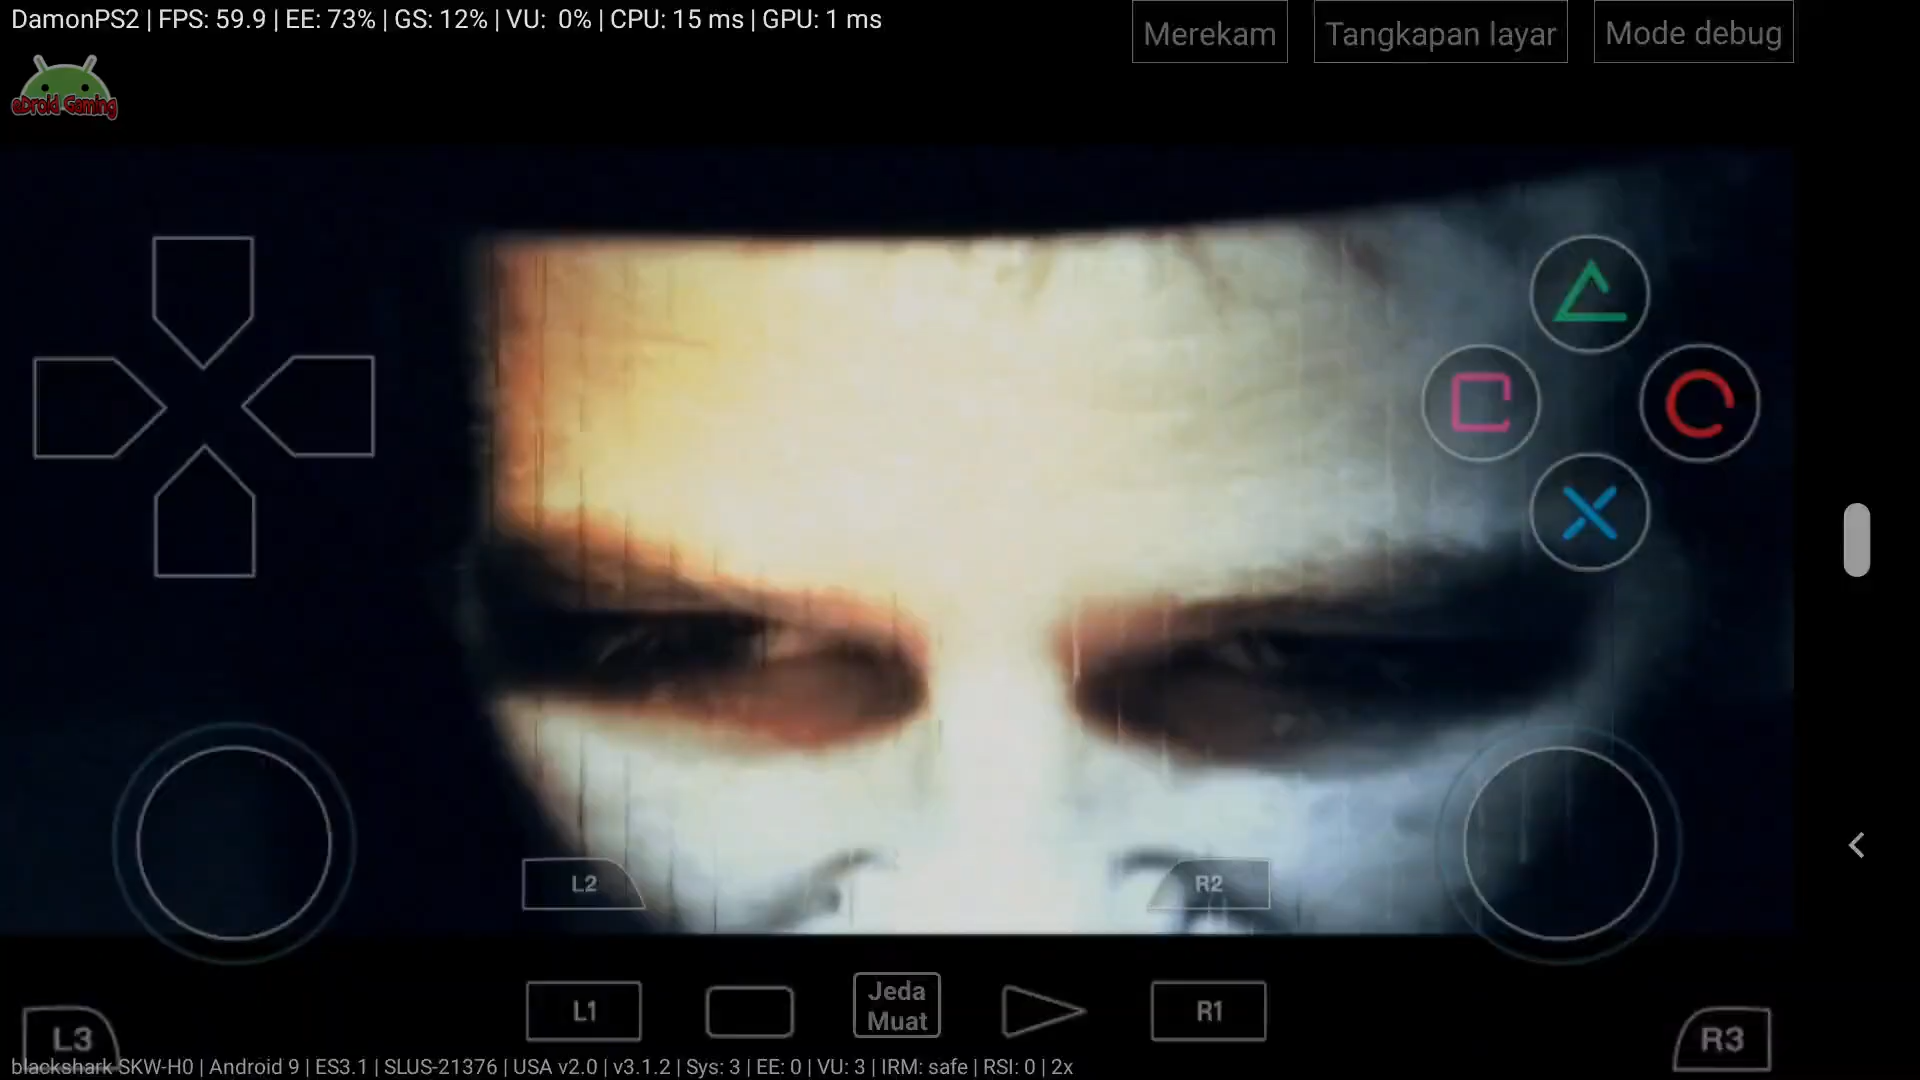 DamonPS2 | FPS: 59.9 | EE: 73% | GS: 12% | VU: 0% | CPU: 15 ms | GPU: 1 ms
Merekam
Tangkapan layar
Mode debug
eDroid Gaming
L2
R2
L1
Jeda
Muat
R1
L3
R3
blackshark SKW-H0 | Android 9 | ES3.1 | SLUS-21376 | USA v2.0 | v3.1.2 | Sys: 3 | EE: 0 | VU: 3 | IRM: safe | RSI: 0 | 2x